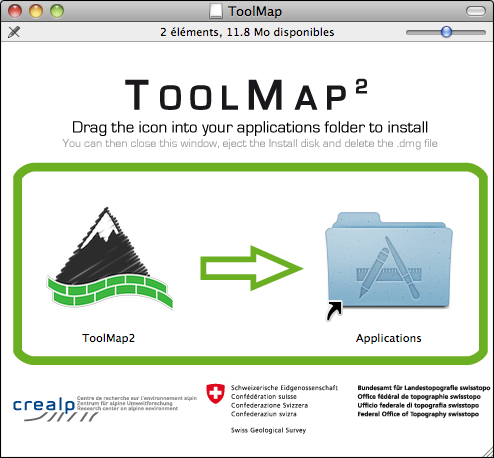 ToolMap
2 éléments, 11.8 Mo disponibles
TOOLMAP²
Drag the icon into your applications folder to install
You can then close this window, eject the Install disk and delete the .dmg file
ToolMap2
Applications
crealp
Centre de recherche sur l'environnement alpin
Zentrum für alpine Umweltforschung
Research center on alpine environment
Schweizerische Eidgenossenschaft
Confédération suisse
Confederazione Svizzera
Confederaziun svizra
Swiss Geological Survey
Bundesamt für Landestopografie swisstopo
Office fédéral de topographie swisstopo
Ufficio federale di topografia swisstopo
Federal Office of Topography swisstopo